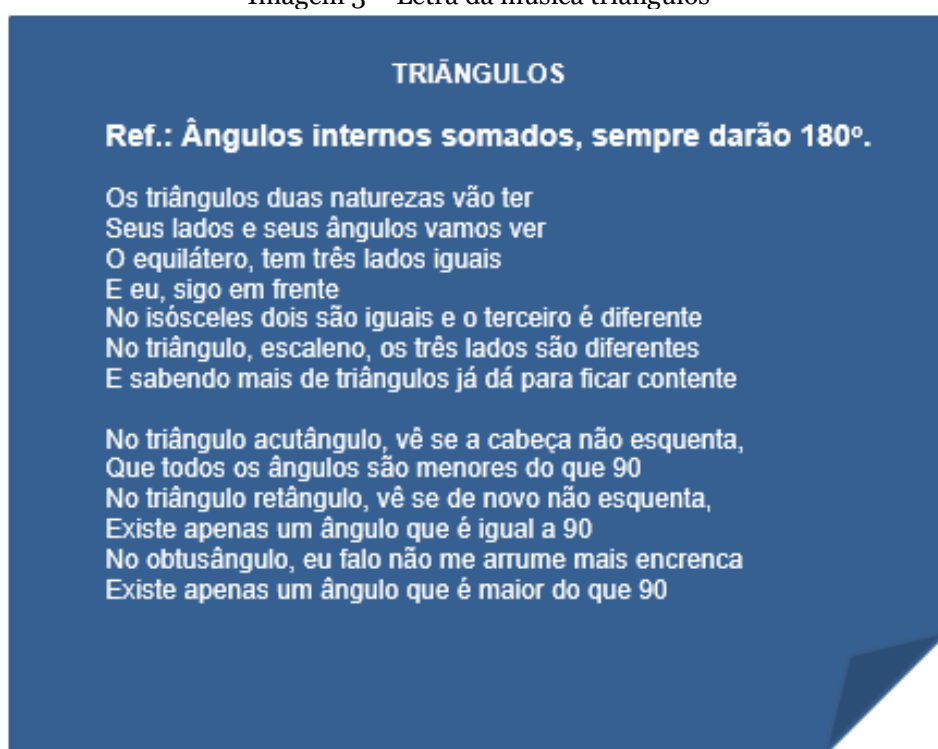 Imagem 3 – Letra da música triângulos
TRIÂNGULOS
Ref.: Ângulos internos somados, sempre darão 180º.
Os triângulos duas naturezas vão ter
Seus lados e seus ângulos vamos ver
O equilátero, tem três lados iguais
E eu, sigo em frente
No isósceles dois são iguais e o terceiro é diferente
No triângulo, escaleno, os três lados são diferentes
E sabendo mais de triângulos já dá para ficar contente
No triângulo acutângulo, vê se a cabeça não esquenta,
Que todos os ângulos são menores do que 90
No triângulo retângulo, vê se de novo não esquenta,
Existe apenas um ângulo que é igual a 90
No obtusângulo, eu falo não me arrume mais encrenca
Existe apenas um ângulo que é maior do que 90